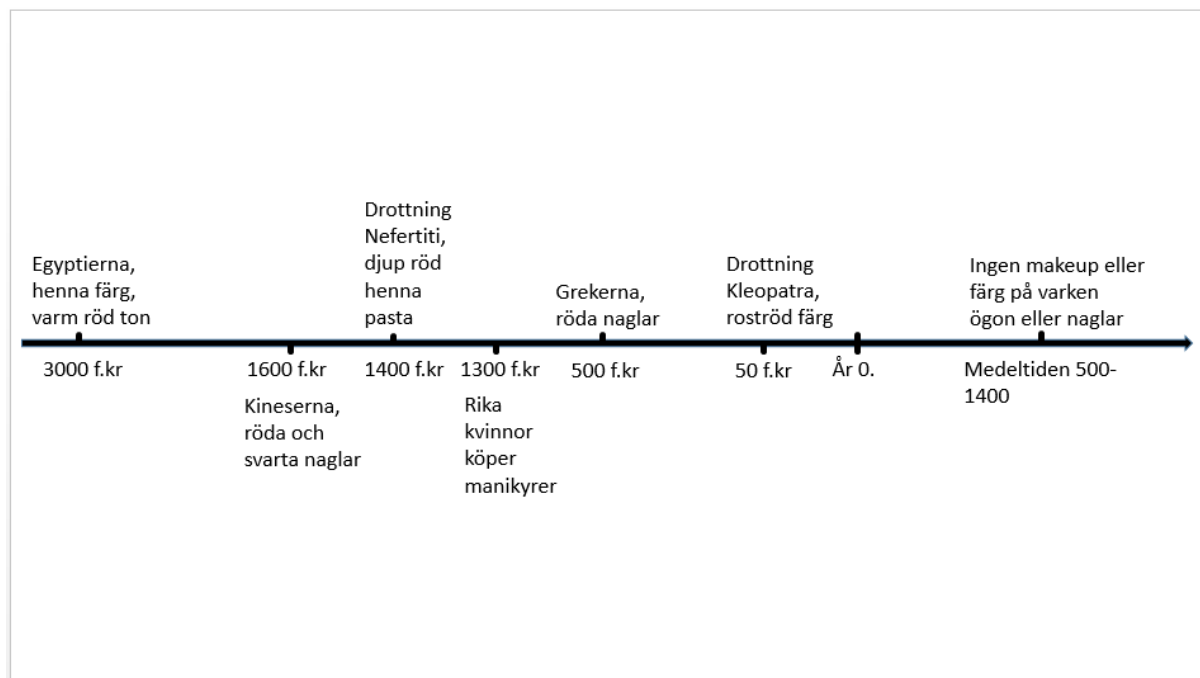 Egyptierna,
henna färg,
varm röd ton
3000 f.kr
1600 f.kr
Kineserna,
röda och
svarta naglar
Drottning
Nefertiti,
djup röd
henna
pasta
1400 f.kr
1300 f.kr
Rika
kvinnor
köper
manikyrer
Grekerna,
röda naglar
500 f.kr
Drottning
Kleopatra,
roströd färg
50 f.kr
År 0.
Ingen makeup eller
färg på varken
ögon eller naglar
Medeltiden 500-
1400